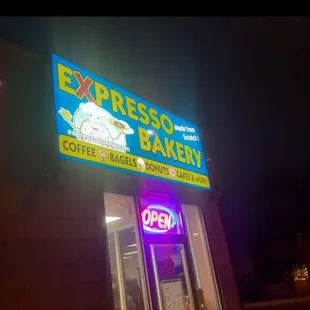 EXPRESSO
Made from
Scratch!
BAKERY
COFFEE BAGELS DONUTS CAKES & MORE
OPEN